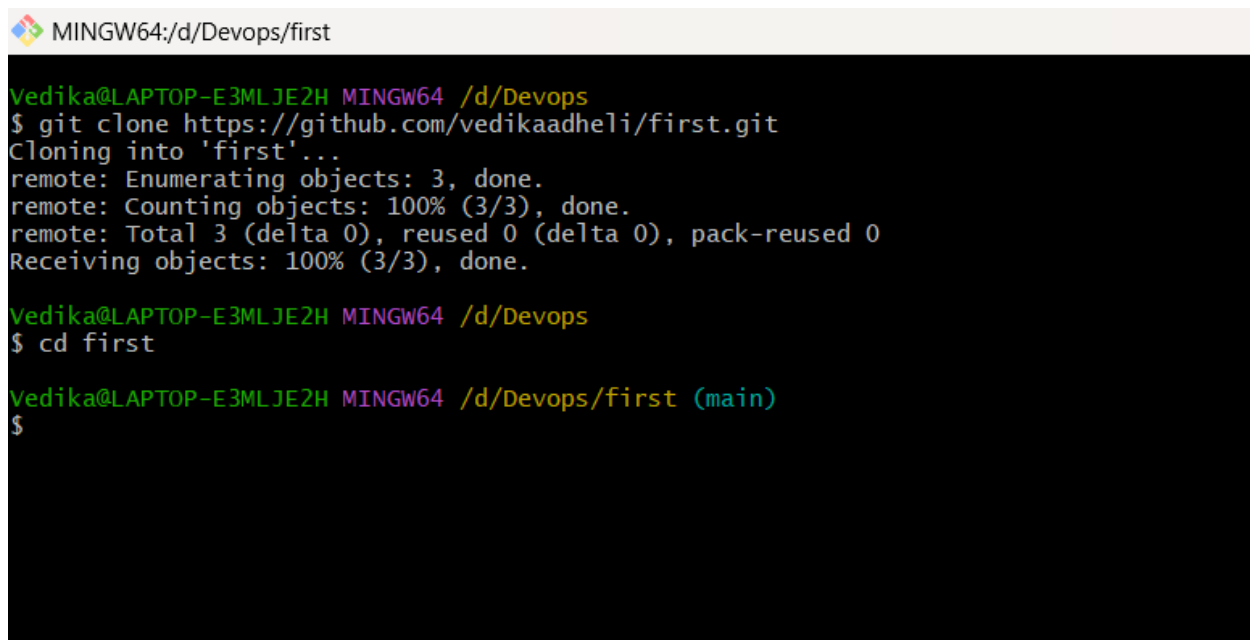 MINGW64:/d/Devops/first
Vedika@LAPTOP-E3MLJE2H MINGW64 /d/Devops
$ git clone https://github.com/vedikaadheli/first.git
Cloning into 'first'...
remote: Enumerating objects: 3, done.
remote: Counting objects: 100% (3/3), done.
remote: Total 3 (delta 0), reused 0 (delta 0), pack-reused 0
Receiving objects: 100% (3/3), done.
Vedika@LAPTOP-E3MLJE2H MINGW64 /d/Devops
$ cd first
Vedika@LAPTOP-E3MLJE2H MINGW64 /d/Devops/first (main)
$